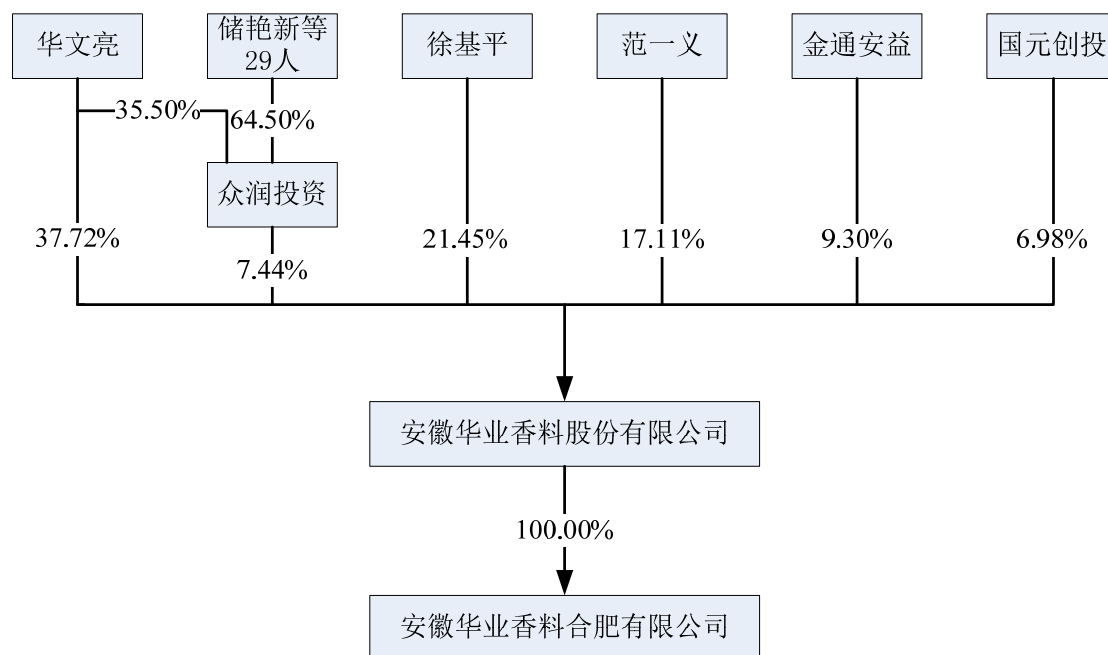 华文亮
储艳新等
29人
徐基平
范一义
金通安益
国元创投
35.50%
64.50%
众润投资
37.72%
7.44%
21.45%
17.11%
9.30%
6.98%
安徽华业香料股份有限公司
100.00%
安徽华业香料合肥有限公司